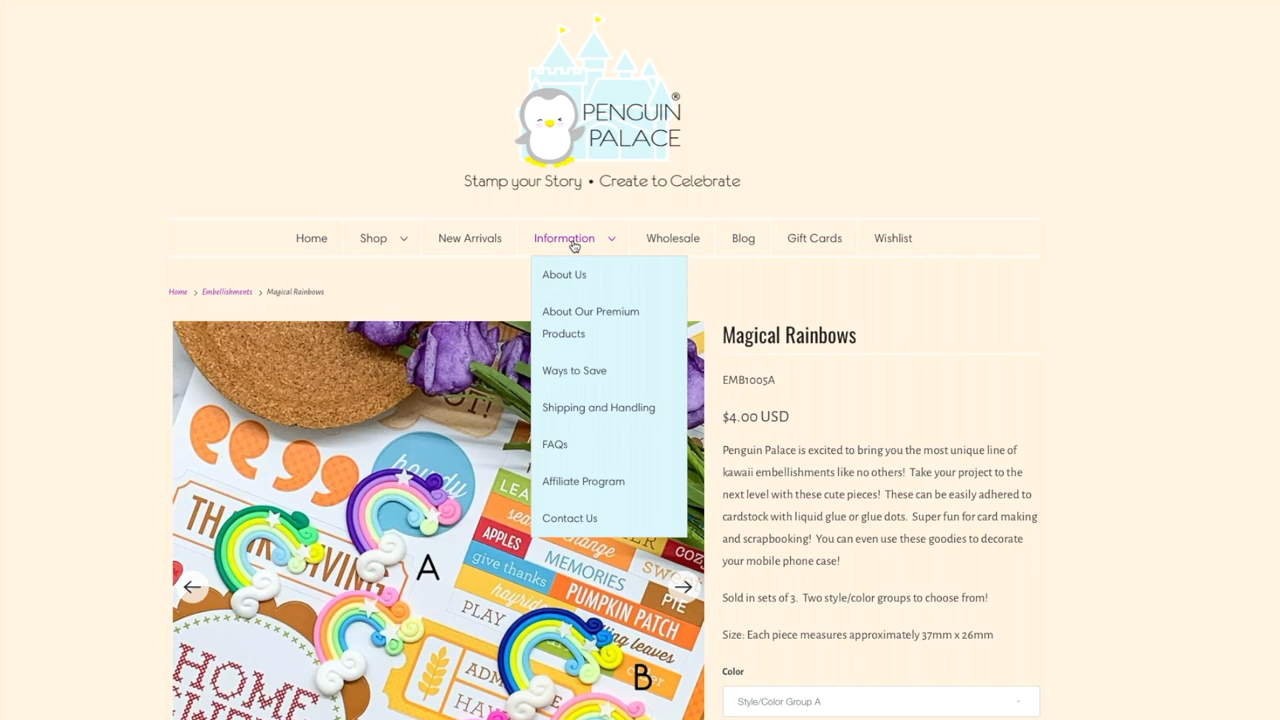 PENGUIN
PALACE®
Stamp your Story • Create to Celebrate
Home
Shop
New Arrivals
Information
Wholesale
Blog
Gift Cards
Wishlist
About Us
About Our Premium
Products
Ways to Save
Shipping and Handling
FAQs
Affiliate Program
Contact Us
Home
Embellishments
Magical Rainbows
Magical Rainbows
EMB1005A
$4.00 USD
Penguin Palace is excited to bring you the most unique line of
kawaii embellishments like no others! Take your project to the
next level with these cute pieces! These can be easily adhered to
cardstock with liquid glue or glue dots. Super fun for card making
and scrapbooking! You can even use these goodies to decorate
your mobile phone case!
Sold in sets of 3. Two style/color groups to choose from!
Size: Each piece measures approximately 37mm x 26mm
Color
Style/Color Group A
howdy
A
APPLES
change
give thanks
MEMORIES
hayride
PUMPKIN PATCH
PIE
PLAY
leaves
B
HOME